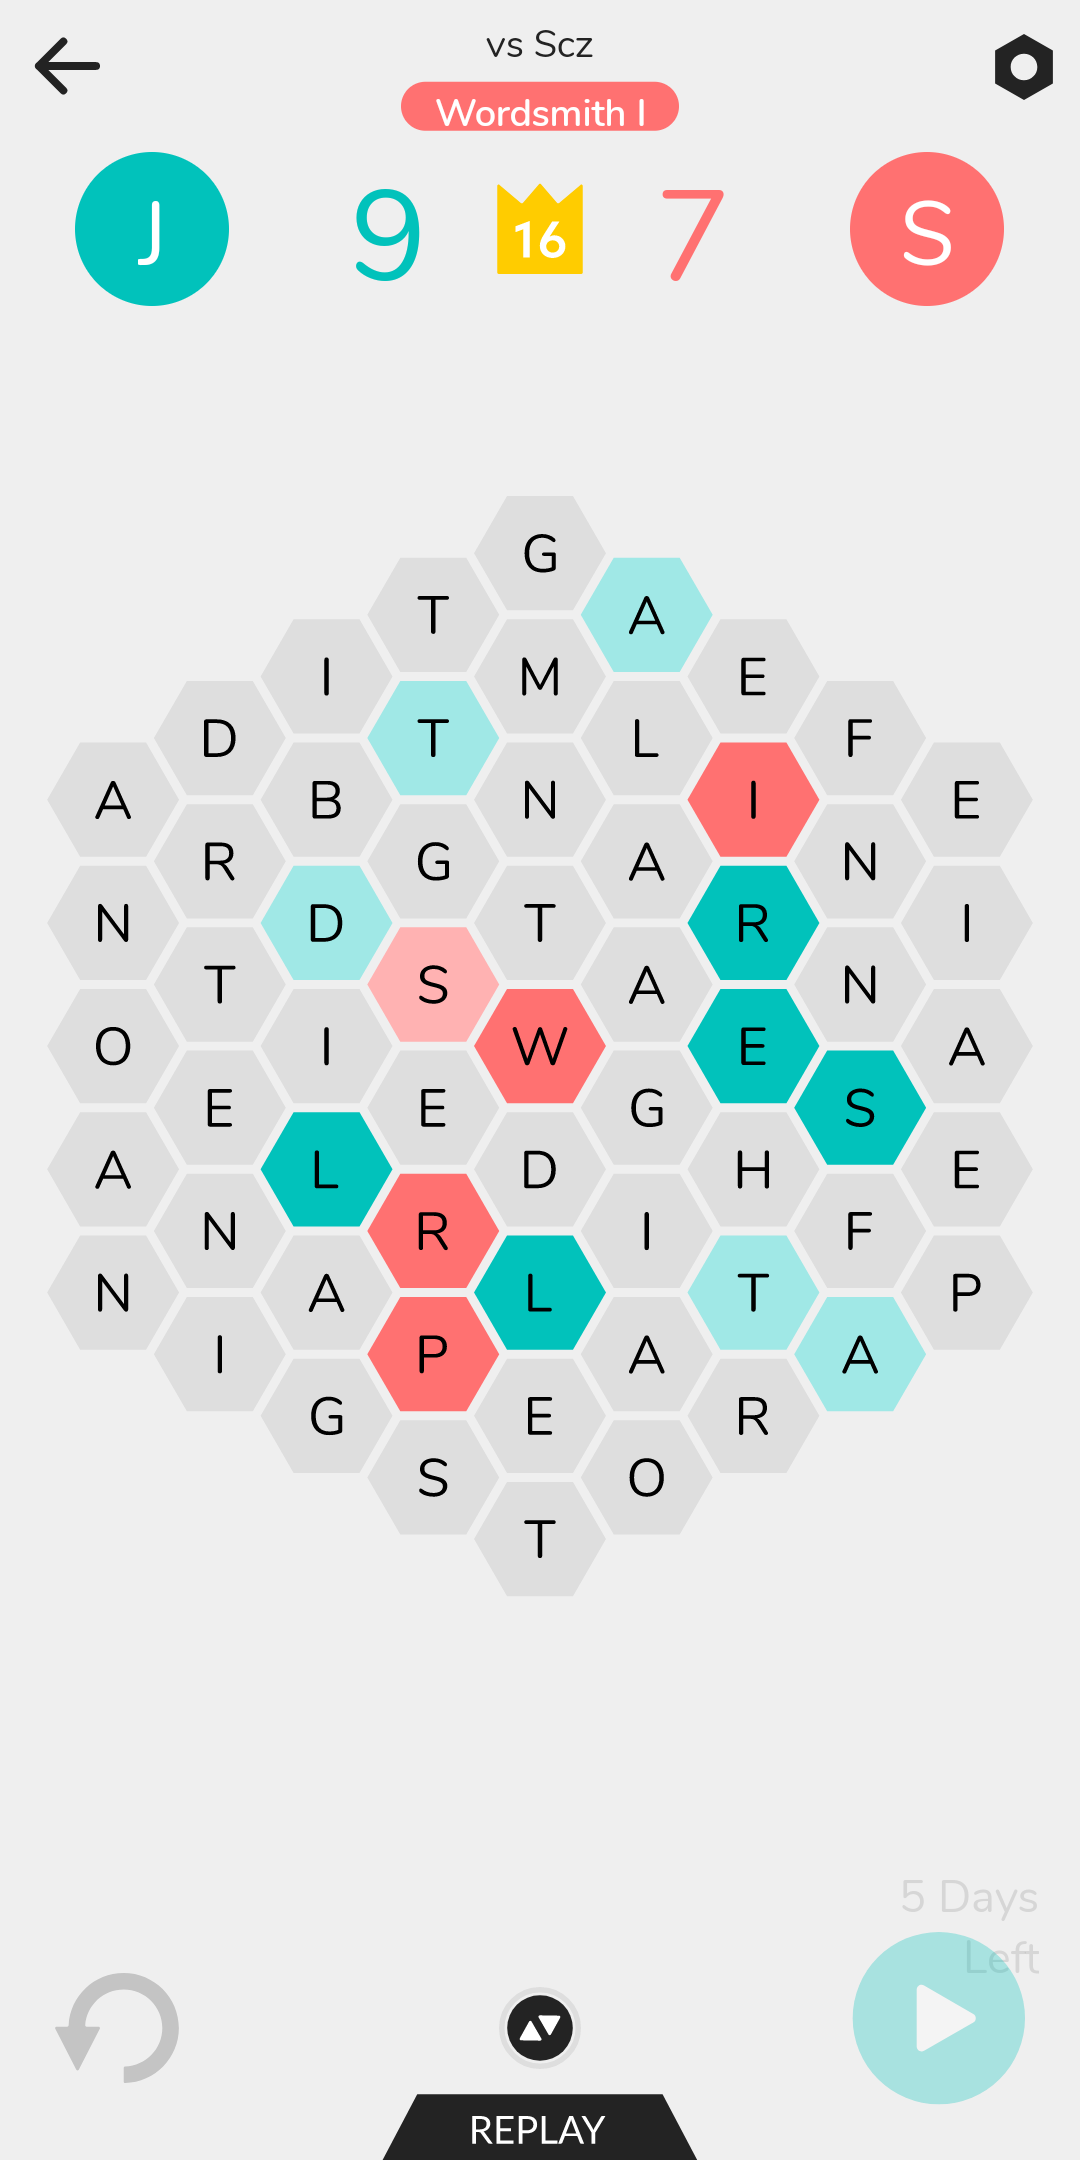 vs Scz
Wordsmith I
J 9 16 7 S
G
T A
I M E
D T L F
A B N I E
R G A N
N D T R I
T S A N
O I W E A
E E G S
A L D H E
N R I F
N A L T P
I P A A
G E R
S O
T
5 Days
Left
REPLAY